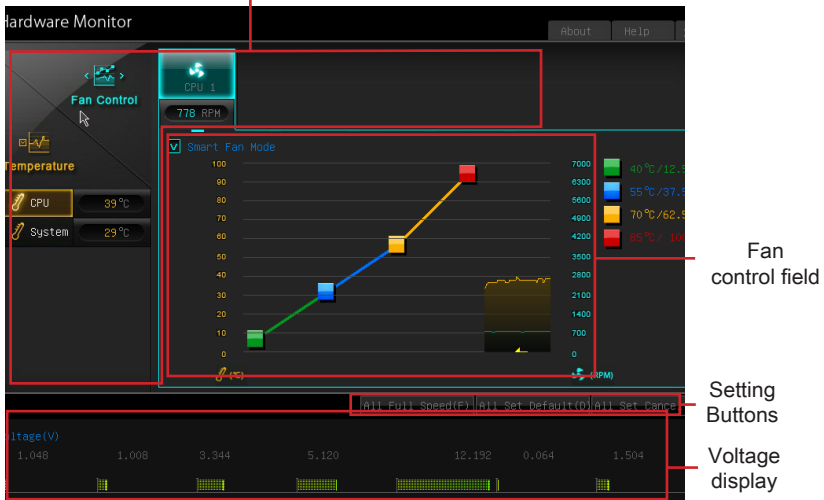 Hardware Monitor
About
Help
Fan Control
CPU 1
778 RPM
Temperature
CPU 39°C
System 29°C
V Smart Fan Mode
100
90
80
70
60
50
40
30
20
10
0
(°C)
7000
6300
5600
4900
4200
3500
2800
2100
1400
700
0
(RPM)
40°C/12.5
55°C/37.5
70°C/62.5
85°C/ 100
Fan
control field
All Full Speed(F) All Set Default(D) All Set Cance
Setting
Buttons
oltage(V)
1.048 1.008 3.344 5.120 12.192 0.064 1.504
Voltage
display